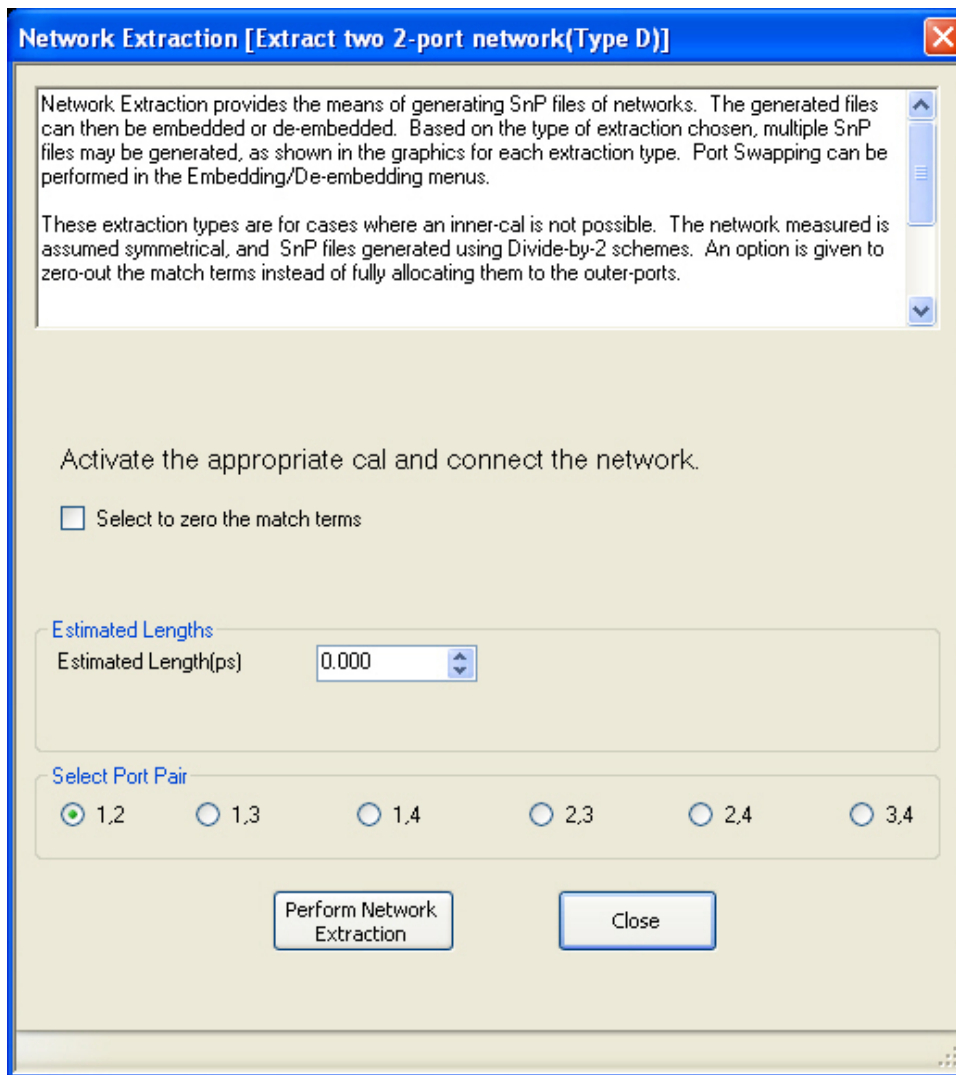 Network Extraction [Extract two 2-port network(Type D)]
Network Extraction provides the means of generating SnP files of networks.  The generated files
can then be embedded or de-embedded.  Based on the type of extraction chosen, multiple SnP
files may be generated, as shown in the graphics for each extraction type.  Port Swapping can be
performed in the Embedding/De-embedding menus.
These extraction types are for cases where an inner-cal is not possible.  The network measured is
assumed symmetrical, and  SnP files generated using Divide-by-2 schemes.  An option is given to
zero-out the match terms instead of fully allocating them to the outer-ports.
Activate the appropriate cal and connect the network.
Select to zero the match terms
Estimated Lengths
Estimated Length(ps) 0.000
Select Port Pair
1,2 1,3 1,4 2,3 2,4 3,4
Perform Network
Extraction
Close